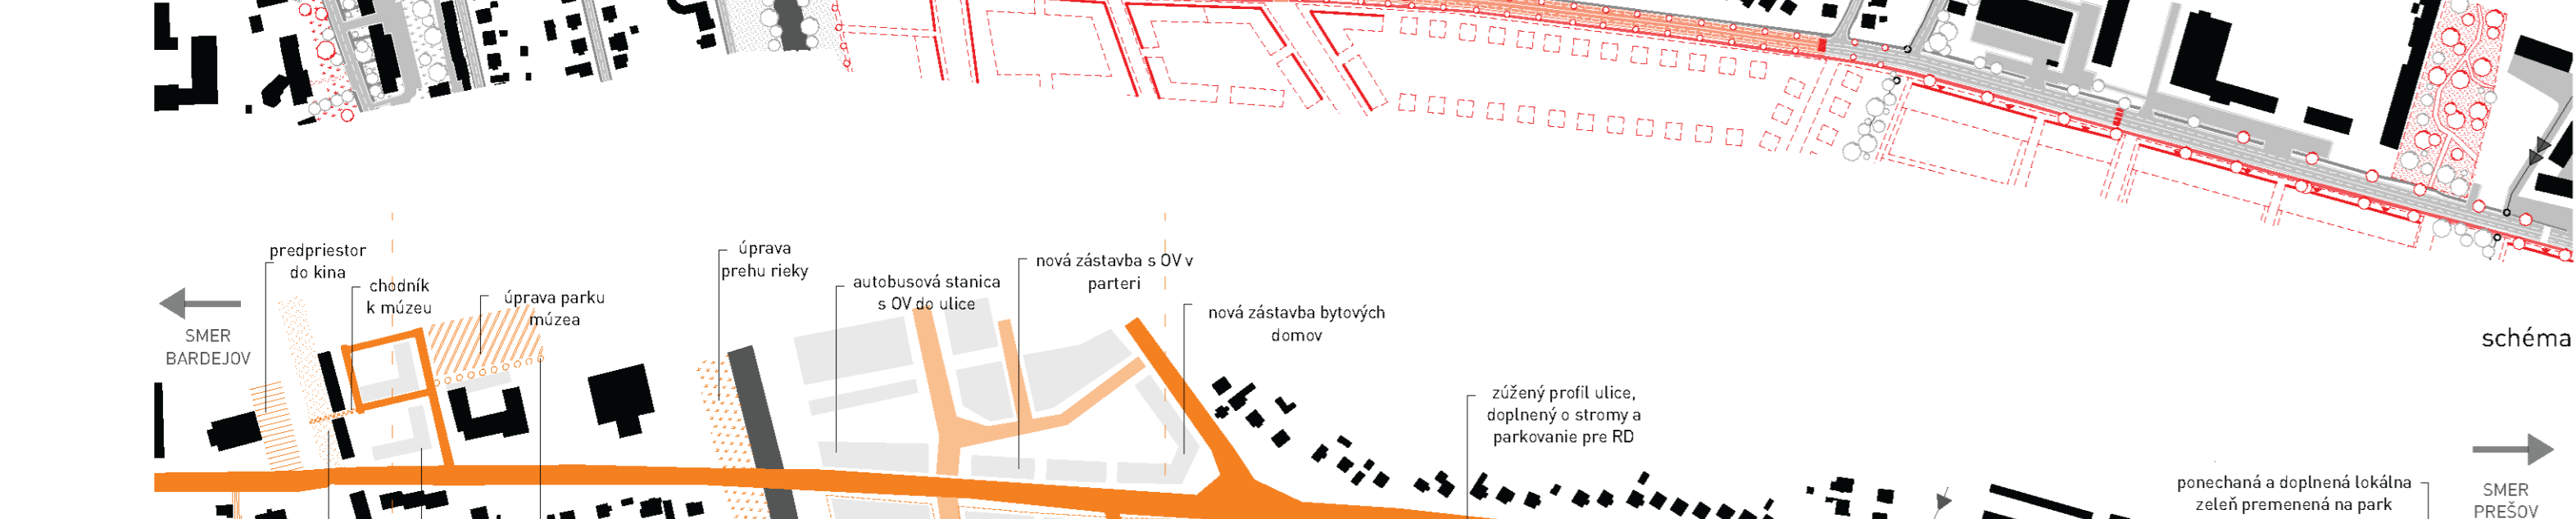 predpriestor
do kina
SMER
BARDEJOV
chodník
k múzeu
úprava parku
múzea
úprava
prehu rieky
autobusová stanica
s OV do ulice
nová zástavba s OV v
parteri
nová zástavba bytových
domov
zúžený profil ulice,
doplnený o stromy a
parkovanie pre RD
schéma
ponechaná a doplnená lokálna
zeleň premenená na park
SMER
PREŠOV